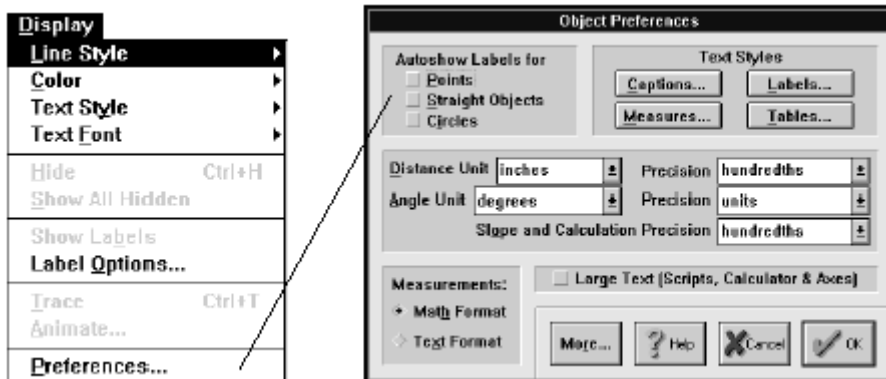 Display
Line Style
Color
Text Style
Text Font
Hide Ctrl+H
Show All Hidden
Show Labels
Label Options...
Trace Ctrl+T
Animate...
Preferences...
Object Preferences
Autoshow Labels for
Points
Straight Objects
Circles
Text Styles
Captions... Labels...
Measures... Tables...
Distance Unit inches Precision hundredths
Angle Unit degrees Precision units
Slope and Calculation Precision hundredths
Measurements:
Math Format
Text Format
Large Text (Scripts, Calculator & Axes)
More... Help Cancel OK